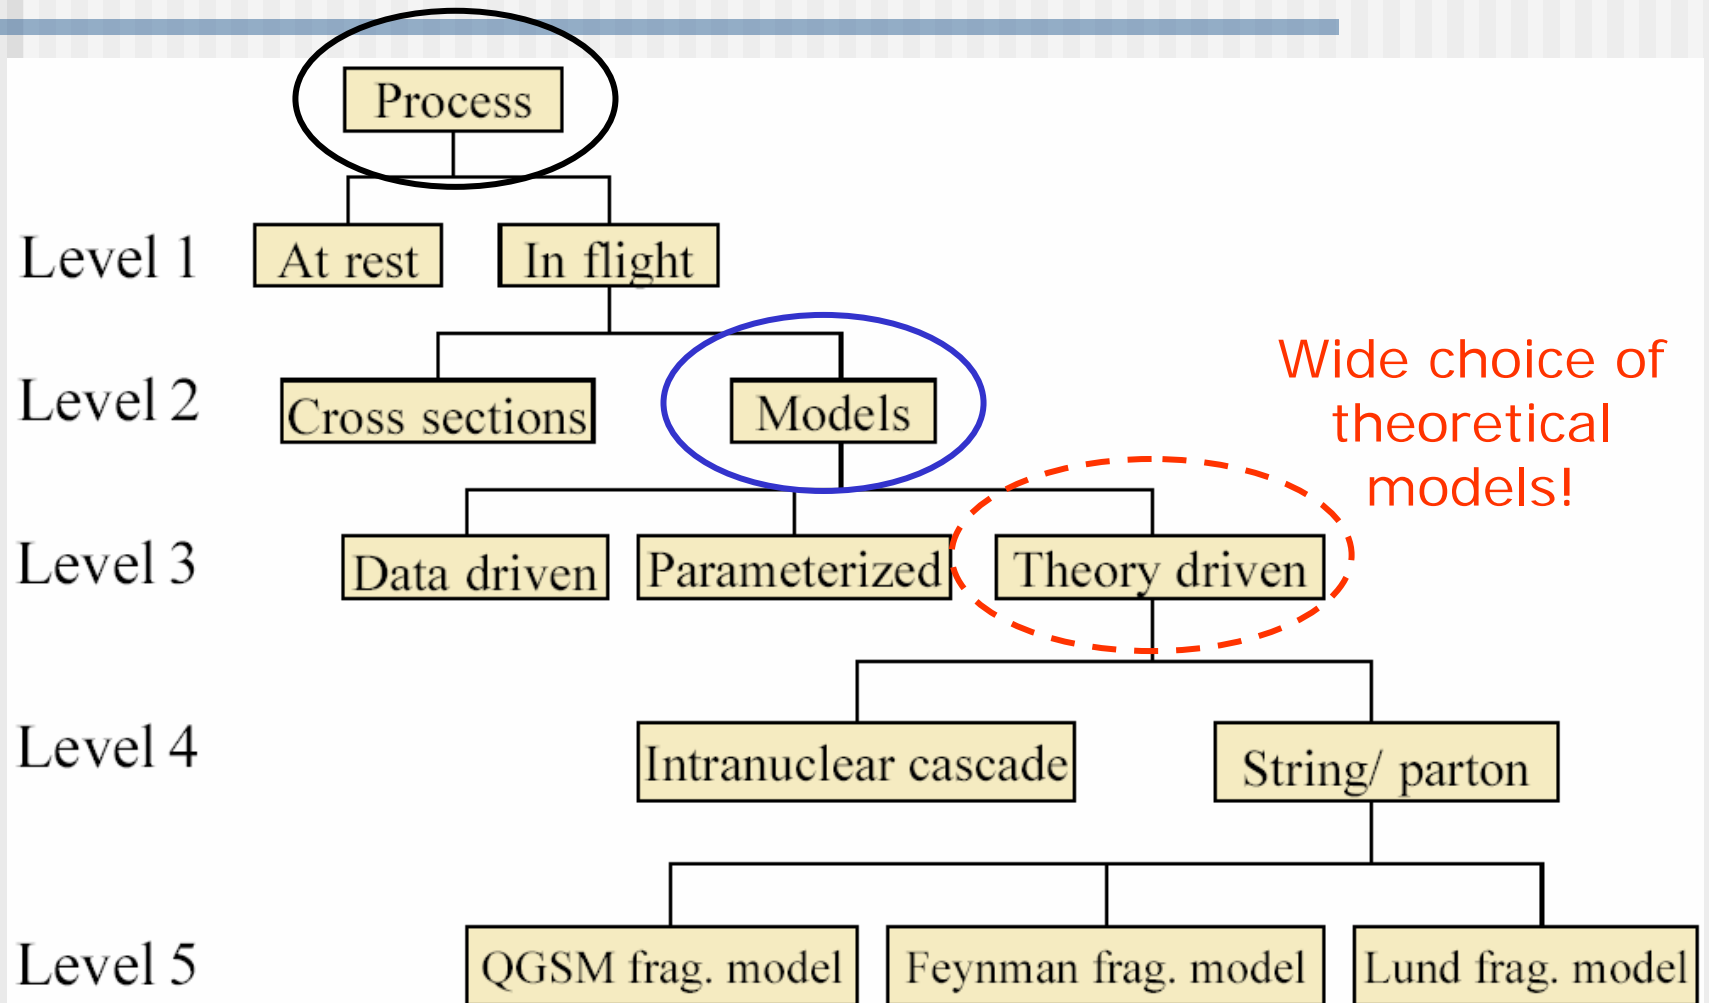 Process
Level 1
At rest
In flight
Level 2
Cross sections
Models
Wide choice of
theoretical
models!
Level 3
Data driven
Parameterized
Theory driven
Level 4
Intranuclear cascade
String/ parton
Level 5
QGSM frag. model
Feynman frag. model
Lund frag. model